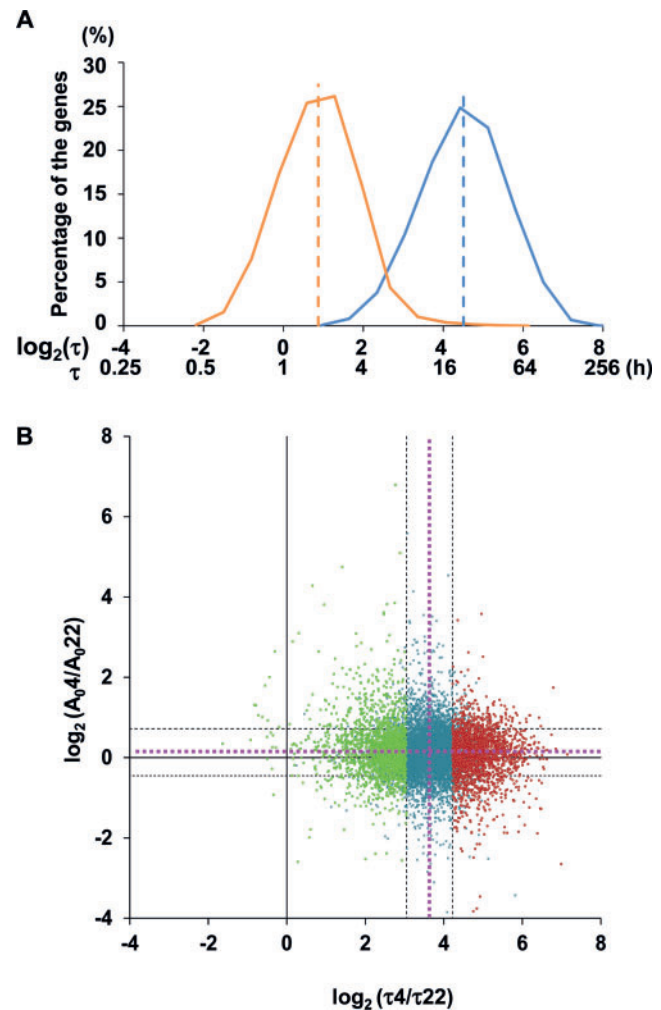 A
(%)
Percentage of the genes
30
25
20
15
10
5
0
-4 -2 0 2 4 6 8
log2(τ)
τ
0.25 0.5 1 4 16 64 256 (h)
B
log2 (A04/A022)
8
6
4
2
0
-2
-4
-4 -2 0 2 4 6 8
log2 (τ4/τ22)